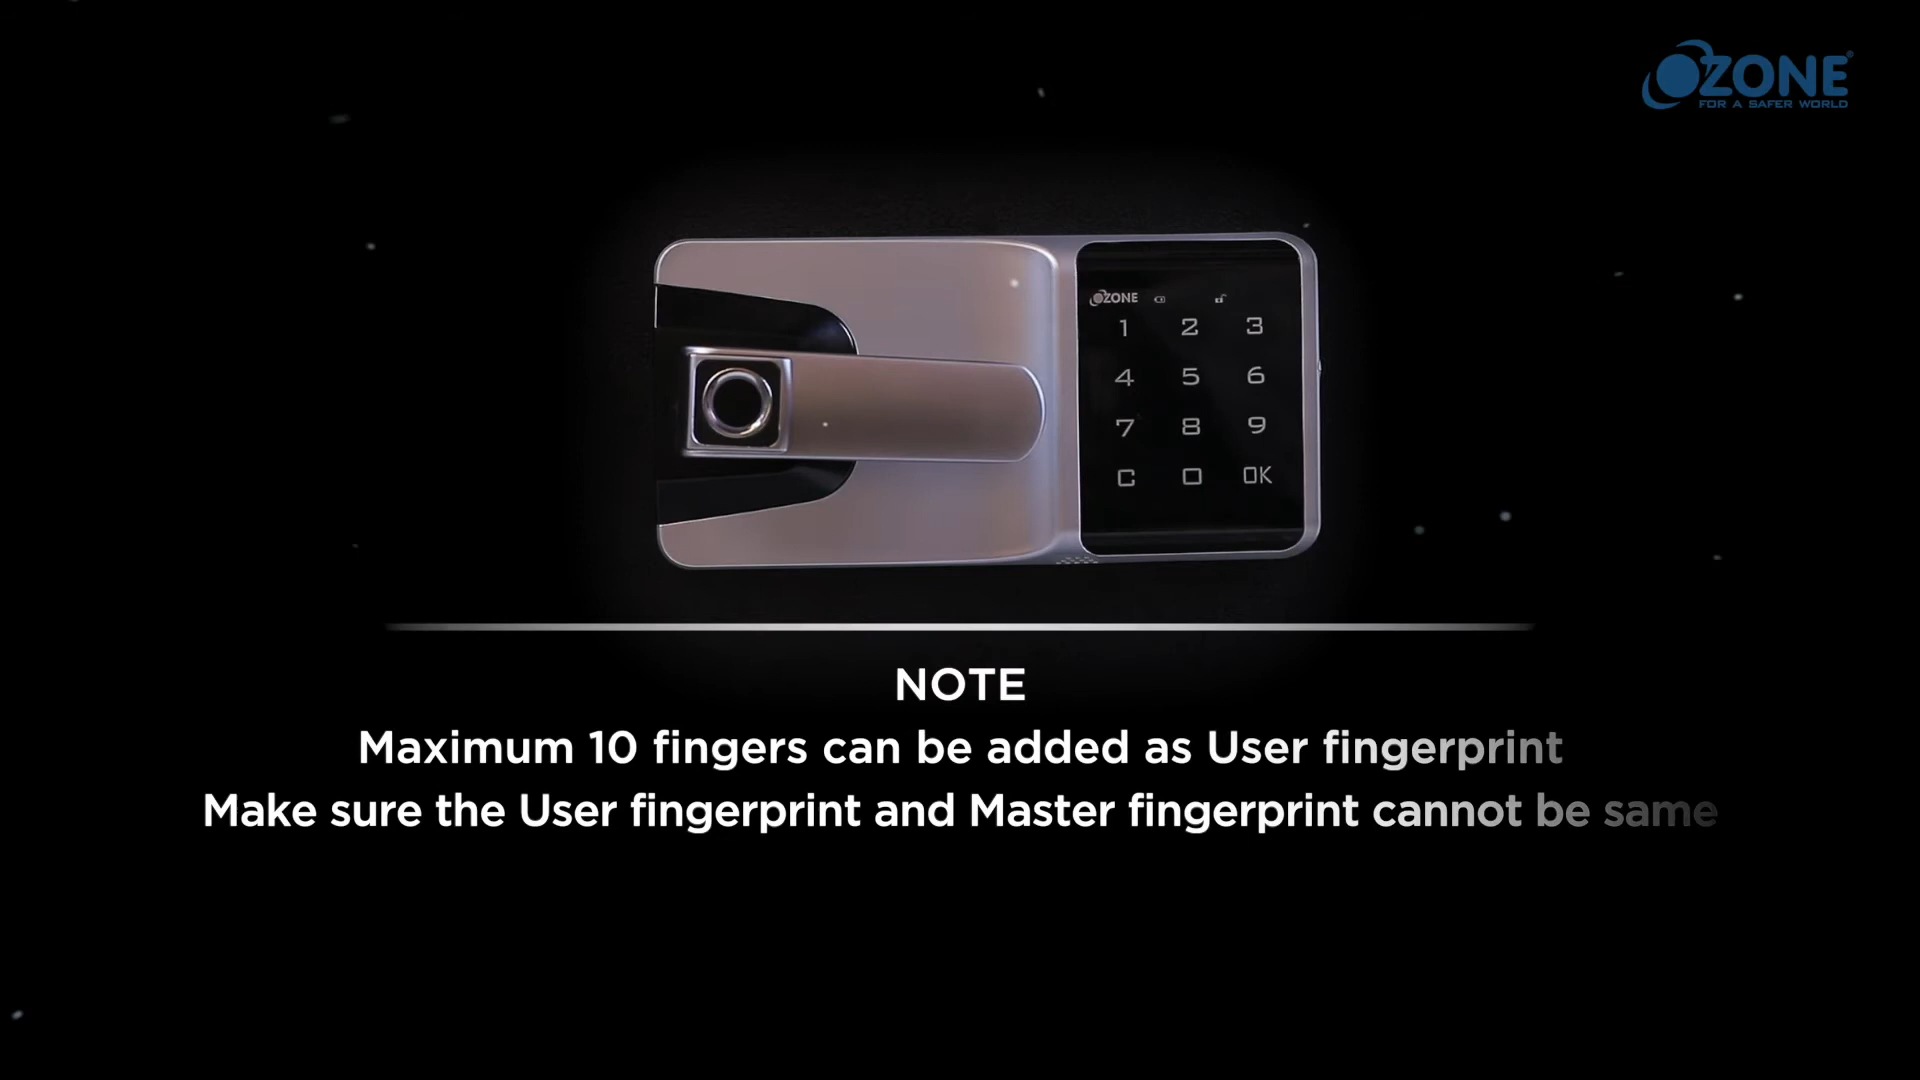 OZONE
FOR A SAFER WORLD
OZONE
1 2 3
4 5 6
7 8 9
C 0 OK
NOTE
Maximum 10 fingers can be added as User fingerprint
Make sure the User fingerprint and Master fingerprint cannot be same